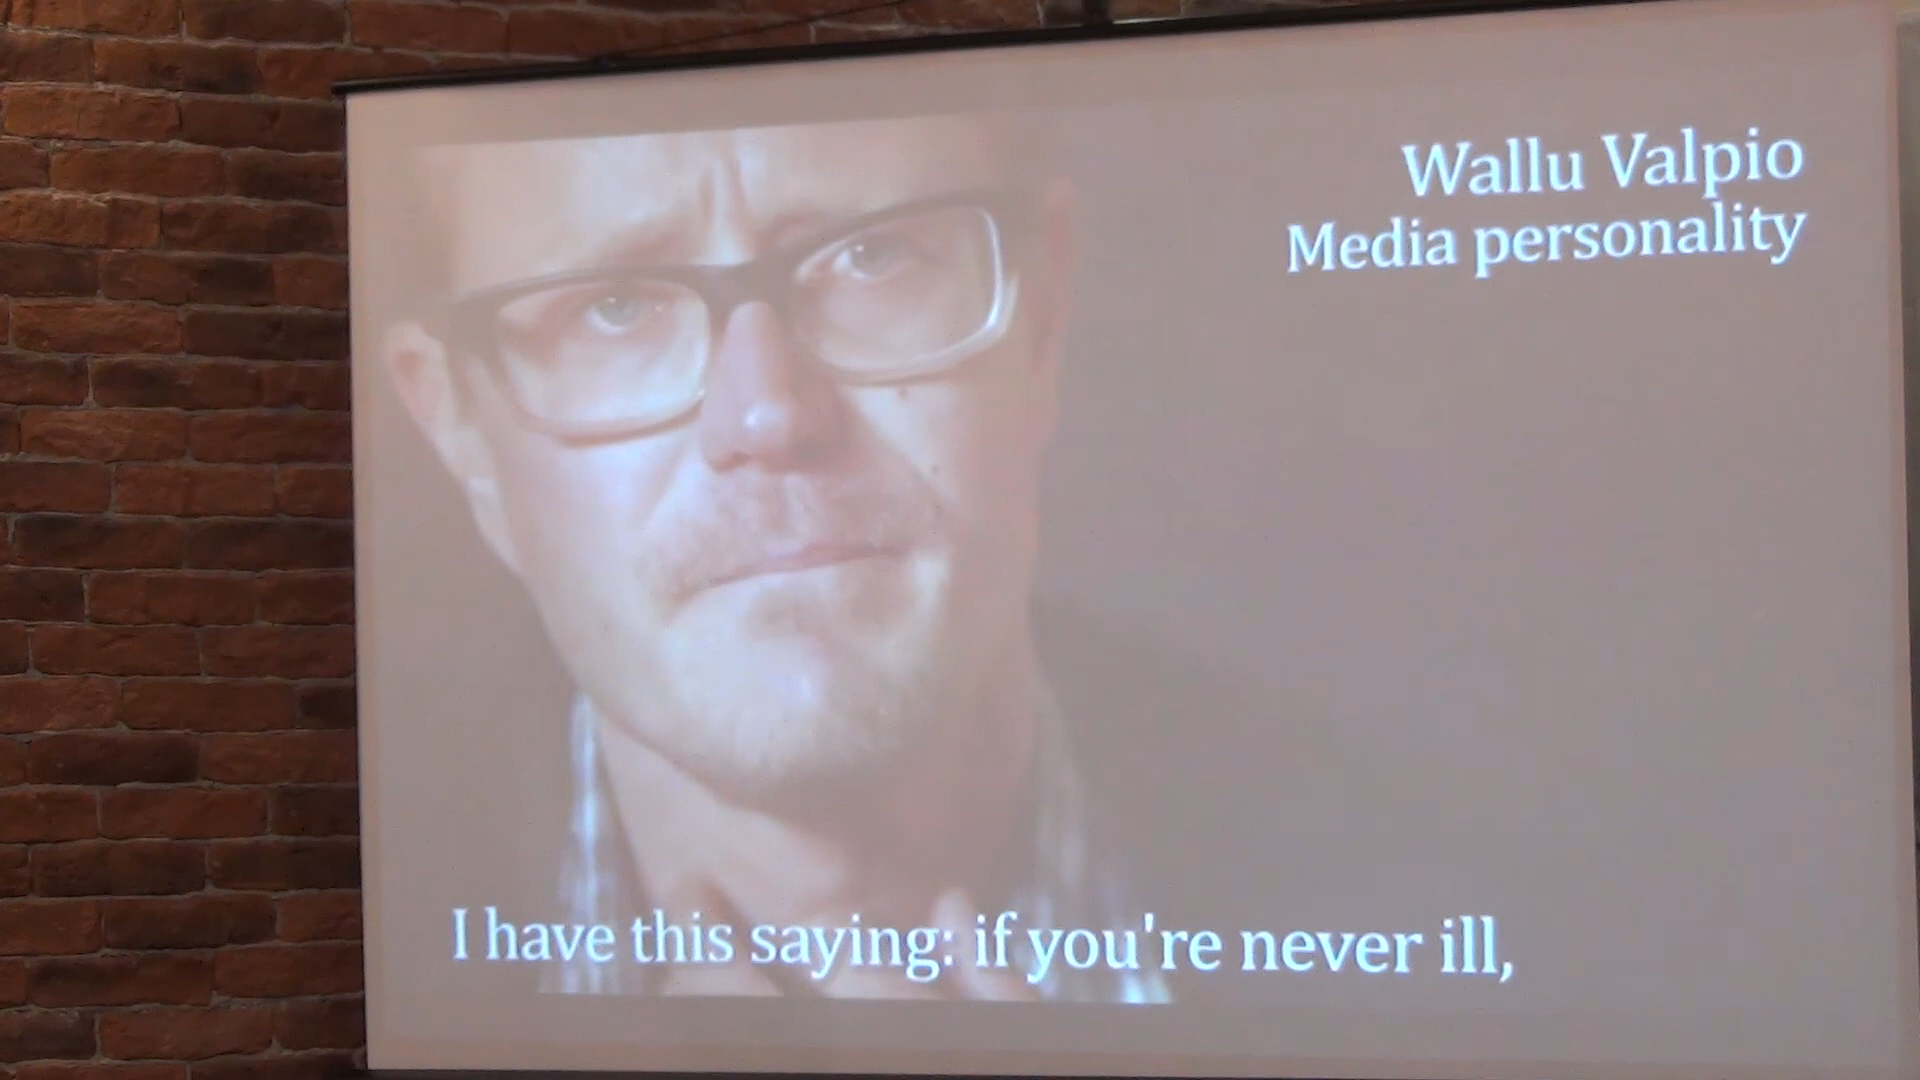 Wallu Valpio
Media personality
I have this saying: if you're never ill,